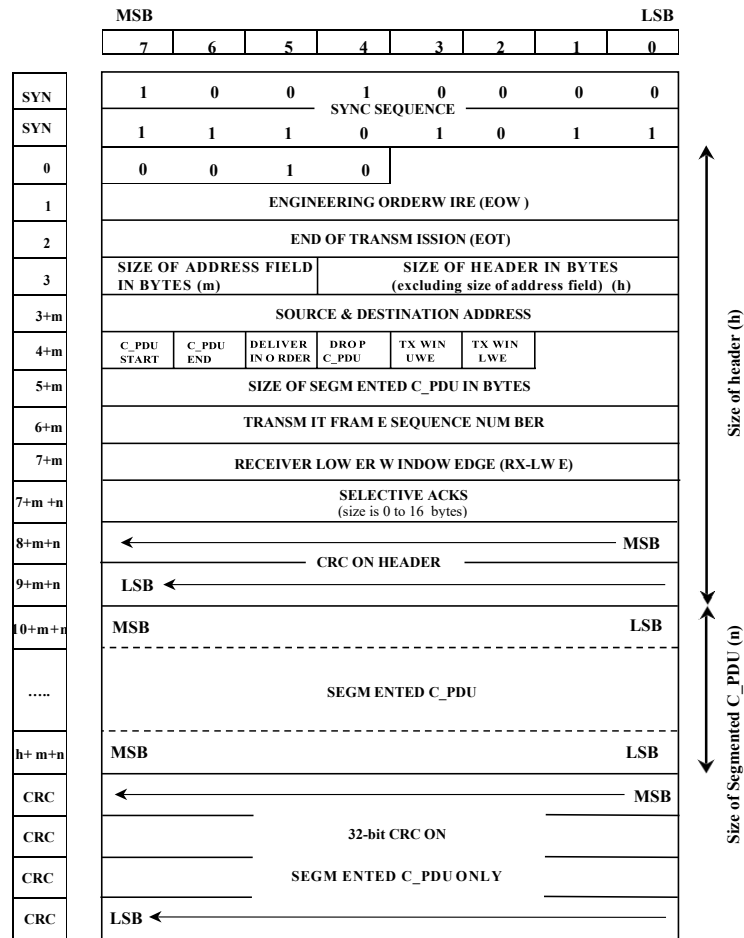 MSB LSB
7 6 5 4 3 2 1 0
SYN 1 0 0 1 0 0 0 0
SYNC SEQUENCE
SYN 1 1 1 0 1 0 1 1
0 0 0 1 0
1 ENGINEERING ORDERW IRE (EOW )
2 END OF TRANSM ISSION (EOT)
3 SIZE OF ADDRESS FIELD IN BYTES (m) SIZE OF HEADER IN BYTES (excluding size of address field) (h)
3+m SOURCE & DESTINATION ADDRESS
4+m C_PDU START C_PDU END DELIVER IN O RDER DROP C_PDU TX WIN UWE TX WIN LWE
5+m SIZE OF SEGM ENTED C_PDU IN BYTES
6+m TRANSM IT FRAM E SEQUENCE NUM BER
7+m RECEIVER LOW ER W INDOW EDGE (RX-LW E)
7+m +n SELECTIVE ACKS
(size is 0 to 16 bytes)
8+m+n MSB
CRC ON HEADER
9+m+n LSB
Size of header (h)
10+m+n MSB LSB
..... SEGM ENTED C_PDU
h+ m+n MSB LSB
Size of Segmented C_PDU (n)
CRC MSB
CRC 32-bit CRC ON
CRC SEGM ENTED C_PDU ONLY
CRC LSB